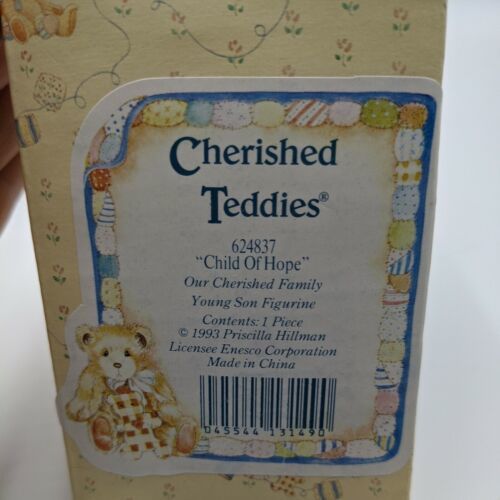 Cherished
Teddies®
624837
"Child Of Hope"
Our Cherished Family
Young Son Figurine
Contents: 1 Piece
© 1993 Priscilla Hillman
Licensee Enesco Corporation
Made in China
045544 131490